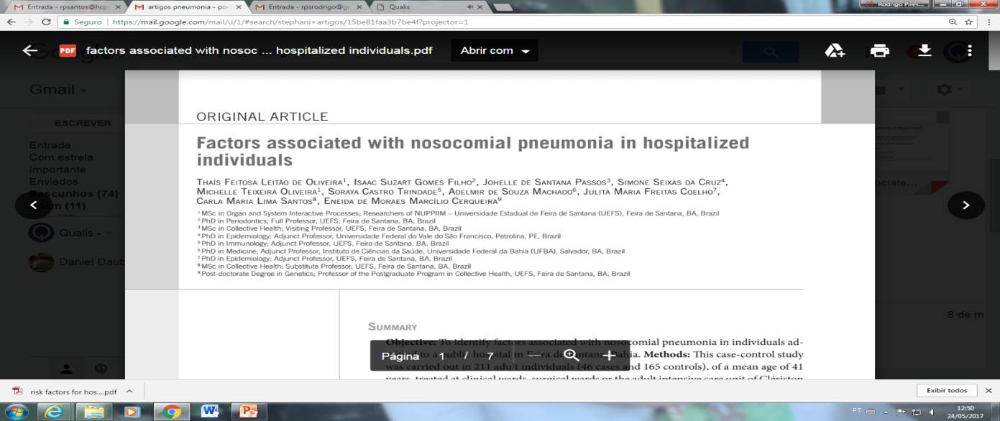 Entrada - rpsantos@hcp
artigos pneumonia - por
Entrada - rpsrodrigo@g
Qualis
Rodrigo Pires...
Seguro | https://mail.google.com/mail/u/1/#search/stephani+artigos/15be81faa3b7be4f?projector=1
PDF factors associated with nosoc ... hospitalized individuals.pdf
Abrir com
Gmail
ESCREVER
Entrada
Com estrela
Importante
Enviados
Rascunhos (74)
(11)
Qualis -
Daniel Daub
ORIGINAL ARTICLE
Factors associated with nosocomial pneumonia in hospitalized
individuals
Thaís Feitosa Leitão de Oliveira¹, Isaac Suzart Gomes Filho², Johelle de Santana Passos³, Simone Seixas da Cruz⁴,
Michelle Teixeira Oliveira¹, Soraya Castro Trindade⁵, Adelmir de Souza Machado⁶, Julita Maria Freitas Coelho⁷,
Carla Maria Lima Santos⁸, Eneida de Moraes Marcílio Cerqueira⁹
¹ MSc in Organ and System Interactive Processes; Researchers of NUPPIIM – Universidade Estadual de Feira de Santana (UEFS), Feira de Santana, BA, Brazil
² PhD in Periodontics; Full Professor, UEFS, Feira de Santana, BA, Brazil
³ MSc in Collective Health; Visiting Professor, UEFS, Feira de Santana, BA, Brazil
⁴ PhD in Epidemiology; Adjunct Professor, Universidade Federal do Vale do São Francisco, Petrolina, PE, Brazil
⁵ PhD in Immunology; Adjunct Professor, UEFS, Feira de Santana, BA, Brazil
⁶ PhD in Medicine; Adjunct Professor, Instituto de Ciências da Saúde, Universidade Federal da Bahia (UFBA), Salvador, BA, Brazil
⁷ PhD in Epidemiology; Adjunct Professor, UEFS, Feira de Santana, BA, Brazil
⁸ MSc in Collective Health; Substitute Professor, UEFS, Feira de Santana, BA, Brazil
⁹ Post-doctorate Degree in Genetics; Professor of the Postgraduate Program in Collective Health, UEFS, Feira de Santana, BA, Brazil
ociate...
8 de m
Summary
Objective: To identify factors associated with nosocomial pneumonia in individuals ad-
to a public hospital in Feira de Santana, Bahia. Methods: This case-control study
was carried out in 211 adult individuals (46 cases and 165 controls), of a mean age of 41
years, treated at clinical wards, surgical wards or the adult intensive care unit of Clériston
Página 1 / 7
risk factors for hos....pdf
Exibir todos
PT
12:50
24/05/2017